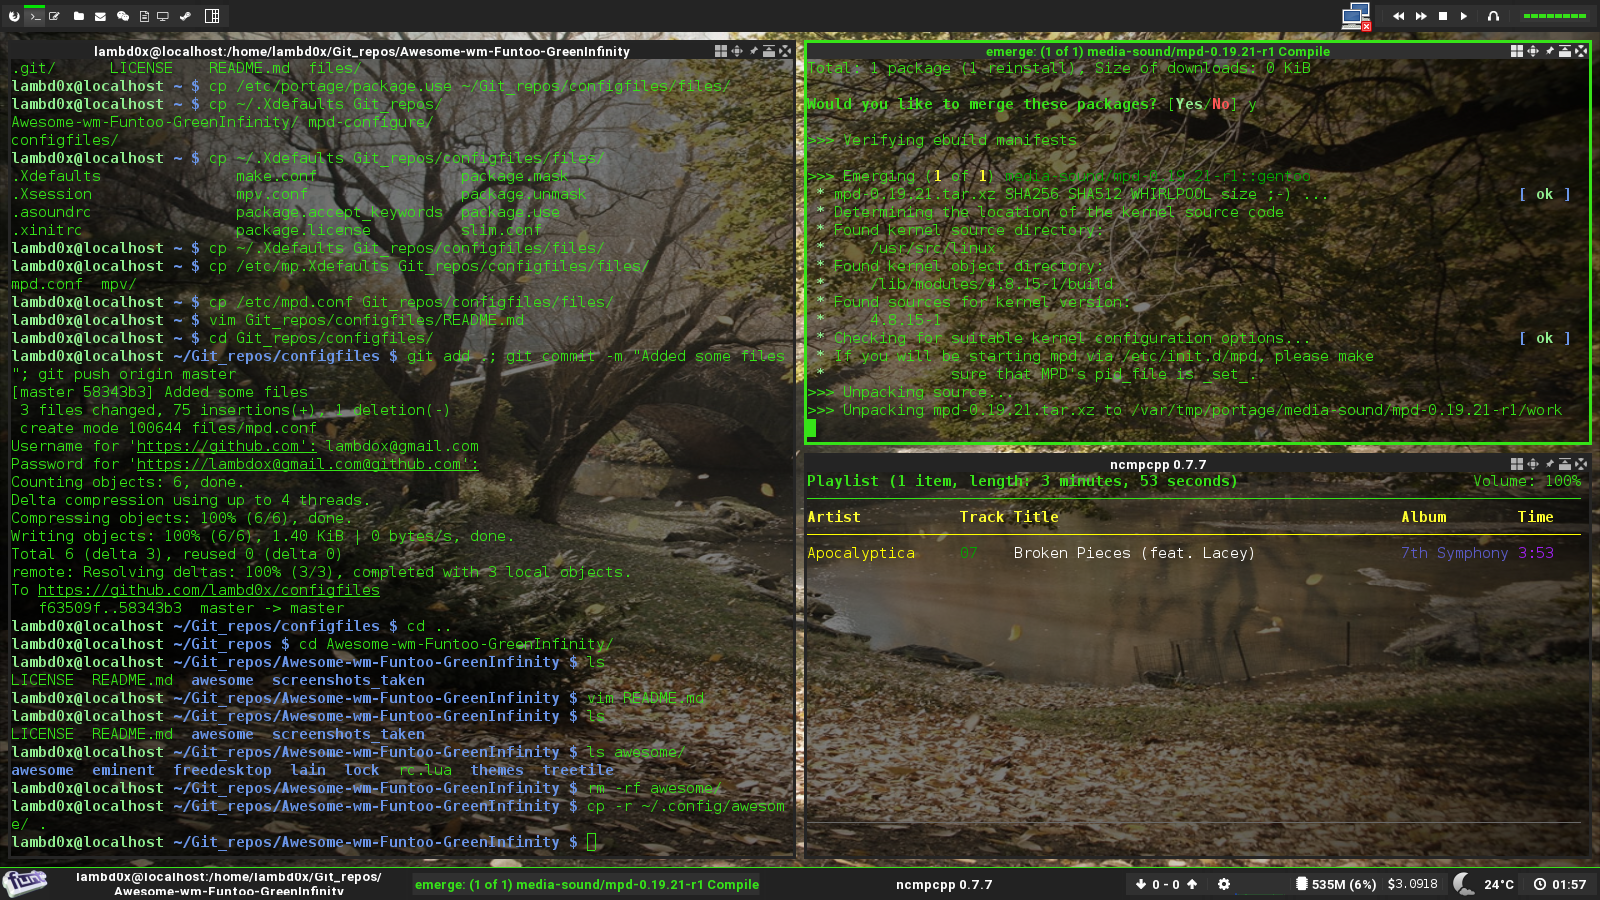 lambd0x@localhost:/home/lambd0x/Git_repos/Awesome-wm-Funtoo-GreenInfinity
.git/ LICENSE README.md files/
lambd0x@localhost ~ $ cp /etc/portage/package.use ~/Git_repos/configfiles/files/
lambd0x@localhost ~ $ cp ~/.Xdefaults Git_repos/
Awesome-wm-Funtoo-GreenInfinity/ mpd-configure/
configfiles/
lambd0x@localhost ~ $ cp ~/.Xdefaults Git_repos/configfiles/files/
.Xdefaults make.conf package.mask
.Xsession mpv.conf package.unmask
.asoundrc package.accept_keywords package.use
.xinitrc package.license slim.conf
lambd0x@localhost ~ $ cp ~/.Xdefaults Git_repos/configfiles/files/
lambd0x@localhost ~ $ cp /etc/mp.Xdefaults Git_repos/configfiles/files/
mpd.conf mpv/
lambd0x@localhost ~ $ cp /etc/mpd.conf Git_repos/configfiles/files/
lambd0x@localhost ~ $ vim Git_repos/configfiles/README.md
lambd0x@localhost ~ $ cd Git_repos/configfiles/
lambd0x@localhost ~/Git_repos/configfiles $ git add .; git commit -m "Added some files
"; git push origin master
[master 58343b3] Added some files
3 files changed, 75 insertions(+), 1 deletion(-)
create mode 100644 files/mpd.conf
Username for 'https://github.com': lambdox@gmail.com
Password for 'https://lambdox@gmail.com@github.com':
Counting objects: 6, done.
Delta compression using up to 4 threads.
Compressing objects: 100% (6/6), done.
Writing objects: 100% (6/6), 1.40 KiB | 0 bytes/s, done.
Total 6 (delta 3), reused 0 (delta 0)
remote: Resolving deltas: 100% (3/3), completed with 3 local objects.
To https://github.com/lambd0x/configfiles
f63509f..58343b3 master -> master
lambd0x@localhost ~/Git_repos/configfiles $ cd ..
lambd0x@localhost ~/Git_repos $ cd Awesome-wm-Funtoo-GreenInfinity/
lambd0x@localhost ~/Git_repos/Awesome-wm-Funtoo-GreenInfinity $ ls
LICENSE README.md awesome screenshots_taken
lambd0x@localhost ~/Git_repos/Awesome-wm-Funtoo-GreenInfinity $ vim README.md
lambd0x@localhost ~/Git_repos/Awesome-wm-Funtoo-GreenInfinity $ ls
LICENSE README.md awesome screenshots_taken
lambd0x@localhost ~/Git_repos/Awesome-wm-Funtoo-GreenInfinity $ ls awesome/
awesome eminent freedesktop lain lock rc.lua themes treetile
lambd0x@localhost ~/Git_repos/Awesome-wm-Funtoo-GreenInfinity $ rm -rf awesome/
lambd0x@localhost ~/Git_repos/Awesome-wm-Funtoo-GreenInfinity $ cp -r ~/.config/awesom
e/ .
lambd0x@localhost ~/Git_repos/Awesome-wm-Funtoo-GreenInfinity $
emerge: (1 of 1) media-sound/mpd-0.19.21-r1 Compile
Total: 1 package (1 reinstall), Size of downloads: 0 KiB
Would you like to merge these packages? [Yes/No] y
>>> Verifying ebuild manifests
>>> Emerging (1 of 1) media-sound/mpd-0.19.21-r1::gentoo
* mpd-0.19.21.tar.xz SHA256 SHA512 WHIRLPOOL size ;-) ... [ ok ]
* Determining the location of the kernel source code
* Found kernel source directory:
* /usr/src/linux
* Found kernel object directory:
* /lib/modules/4.8.15-1/build
* Found sources for kernel version:
* 4.8.15-1
* Checking for suitable kernel configuration options... [ ok ]
* If you will be starting mpd via /etc/init.d/mpd, please make
* sure that MPD's pid_file is _set_.
>>> Unpacking source...
>>> Unpacking mpd-0.19.21.tar.xz to /var/tmp/portage/media-sound/mpd-0.19.21-r1/work
ncmpcpp 0.7.7
Playlist (1 item, length: 3 minutes, 53 seconds) Volume: 100%
Artist Track Title Album Time
Apocalyptica 07 Broken Pieces (feat. Lacey) 7th Symphony 3:53
lambd0x@localhost:/home/lambd0x/Git_repos/
Awesome-wm-Funtoo-GreenInfinity
emerge: (1 of 1) media-sound/mpd-0.19.21-r1 Compile
ncmpcpp 0.7.7
0 - 0
535M (6%)
$3.0918
24°C
01:57